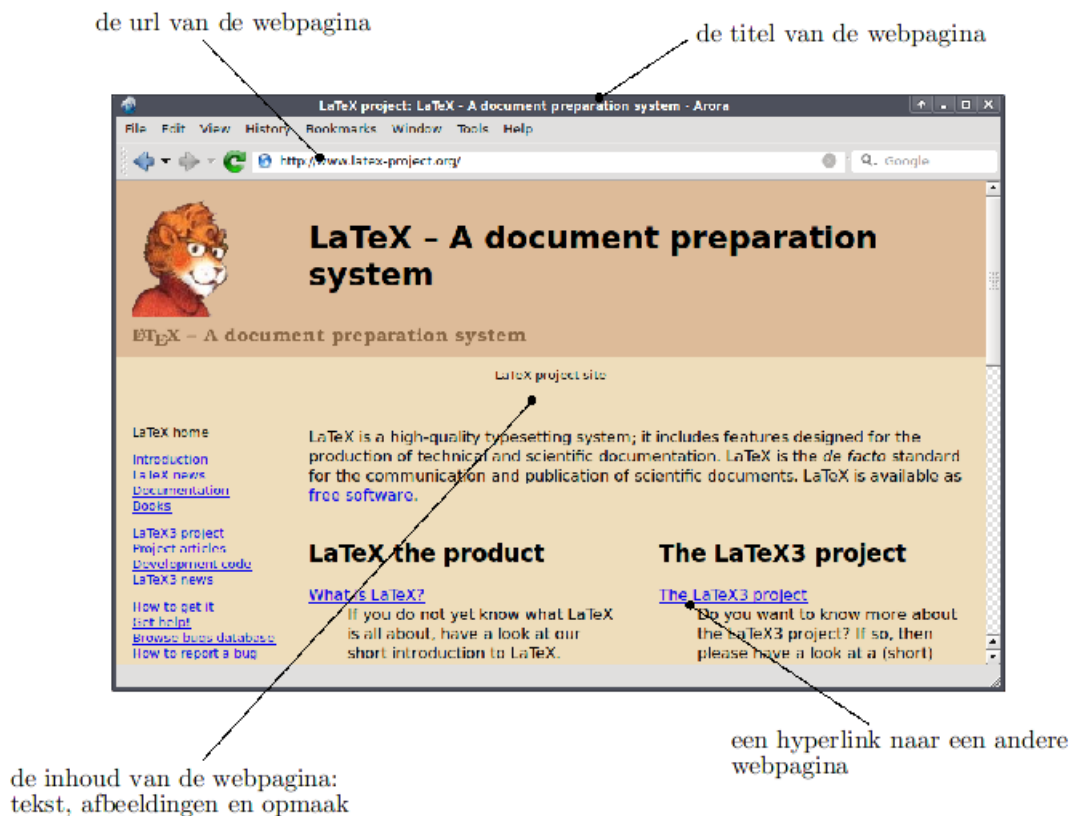 de url van de webpagina
de titel van de webpagina
LaTeX project: LaTeX – A document preparation system - Arora
File Edit View History Bookmarks Window Tools Help
http://www.latex-project.org/
Google
LaTeX – A document preparation
system
LATEX – A document preparation system
LaTeX project site
LaTeX home
Introduction
LaTeX news
Documentation
Books
LaTeX3 project
Project articles
Development code
LaTeX3 news
How to get it
Get help!
Browse bugs database
How to report a bug
LaTeX is a high-quality typesetting system; it includes features designed for the
production of technical and scientific documentation. LaTeX is the de facto standard
for the communication and publication of scientific documents. LaTeX is available as
free software.
LaTeX the product
What is LaTeX?
If you do not yet know what LaTeX
is all about, have a look at our
short introduction to LaTeX.
The LaTeX3 project
The LaTeX3 project
Do you want to know more about
the LaTeX3 project? If so, then
please have a look at a (short)
een hyperlink naar een andere
webpagina
de inhoud van de webpagina:
tekst, afbeeldingen en opmaak